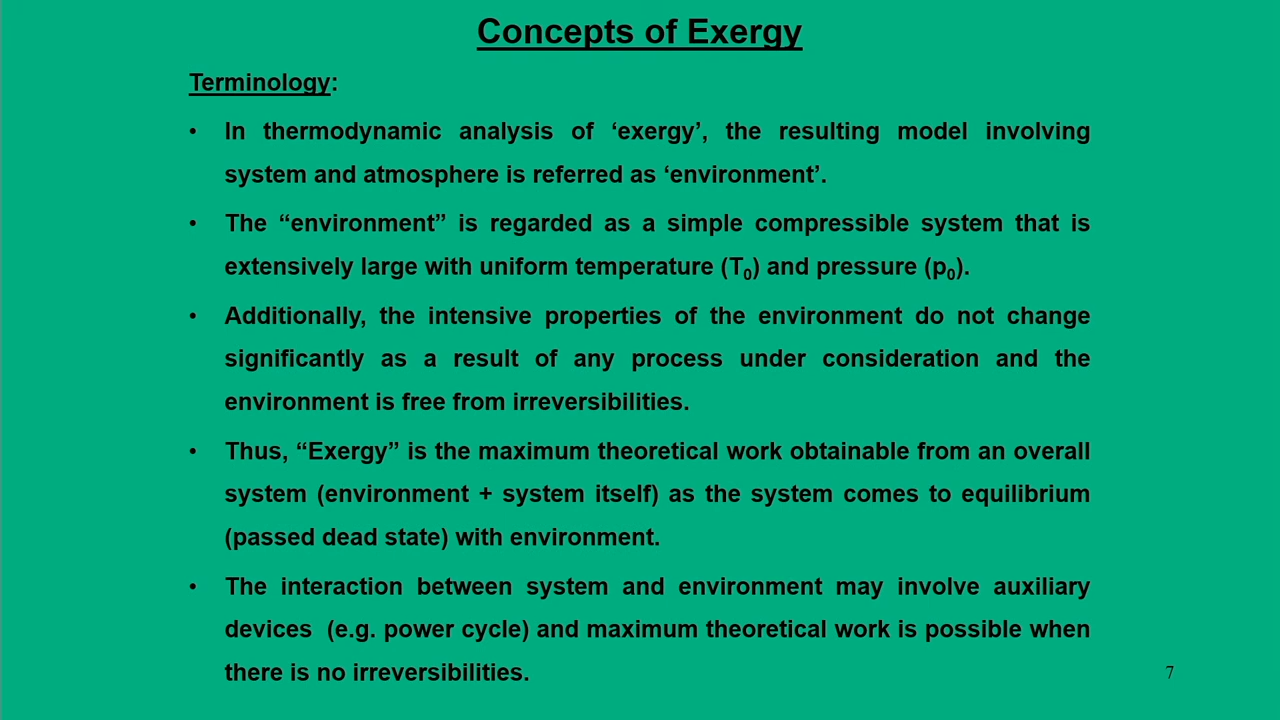 Concepts of Exergy
Terminology:
• In thermodynamic analysis of ‘exergy’, the resulting model involving
system and atmosphere is referred as ‘environment’.
• The “environment” is regarded as a simple compressible system that is
extensively large with uniform temperature (T₀) and pressure (p₀).
• Additionally, the intensive properties of the environment do not change
significantly as a result of any process under consideration and the
environment is free from irreversibilities.
• Thus, “Exergy” is the maximum theoretical work obtainable from an overall
system (environment + system itself) as the system comes to equilibrium
(passed dead state) with environment.
• The interaction between system and environment may involve auxiliary
devices (e.g. power cycle) and maximum theoretical work is possible when
there is no irreversibilities.
7